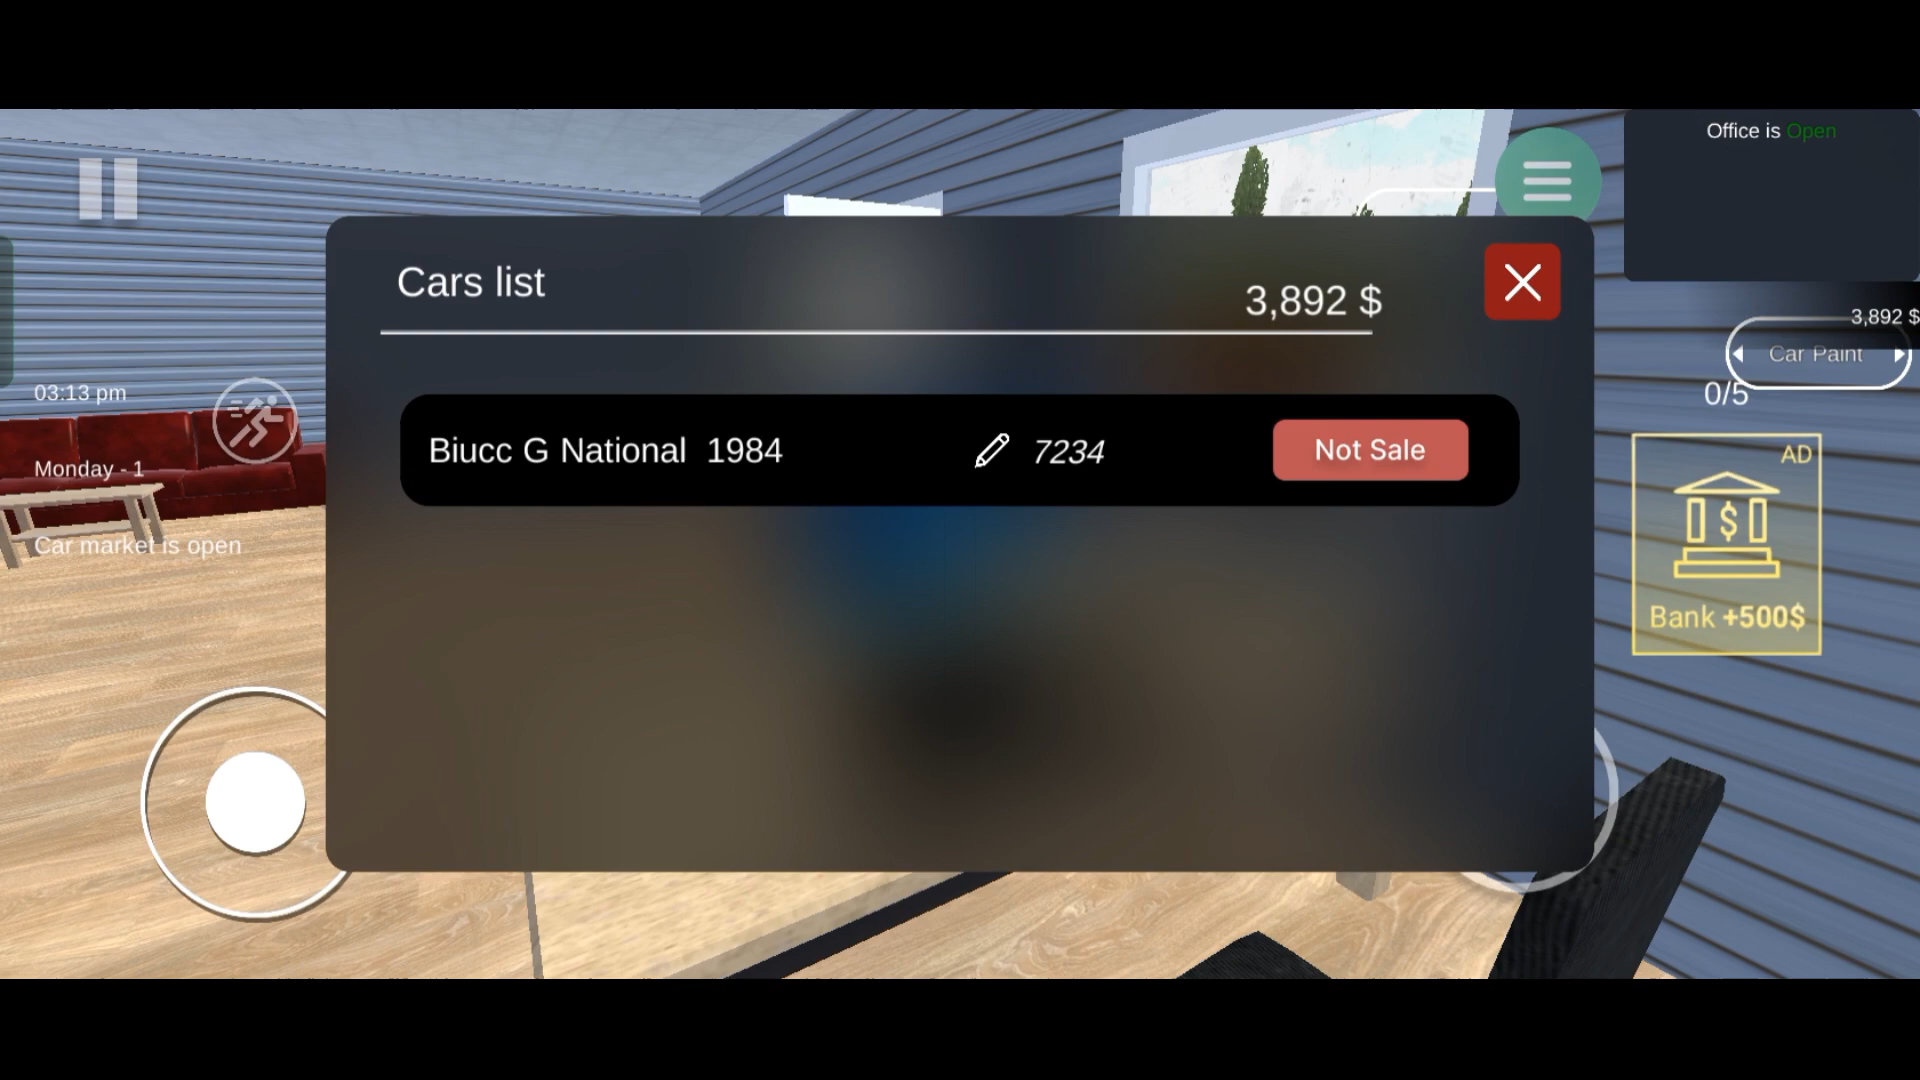 Office is Open
Cars list
3,892 $
3,892 $
Car Paint
0/5
03:13 pm
Biucc G National 1984
7234
Not Sale
AD
Monday - 1
Car market is open
Bank +500$